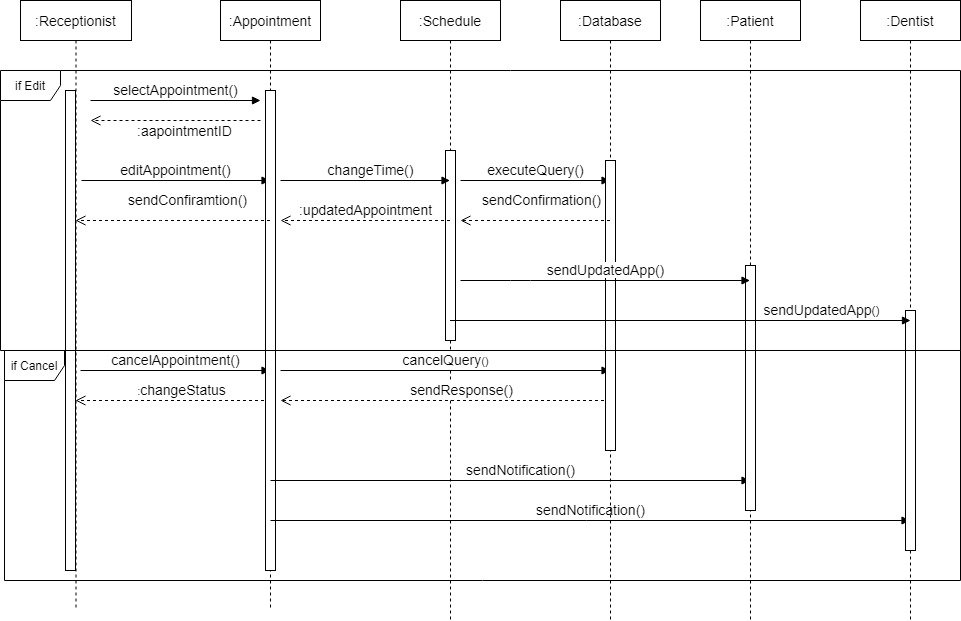 :Receptionist
:Appointment
:Schedule
:Database
:Patient
:Dentist
if Edit
selectAppointment()
:aapointmentID
editAppointment()
changeTime()
executeQuery()
sendConfiramtion()
:updatedAppointment
sendConfirmation()
sendUpdatedApp()
sendUpdatedApp()
if Cancel
cancelAppointment()
cancelQuery()
:changeStatus
sendResponse()
sendNotification()
sendNotification()